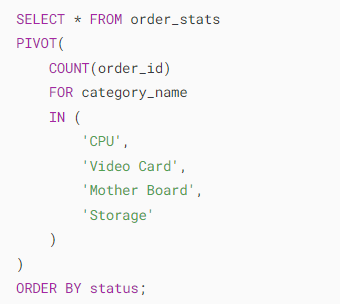 SELECT * FROM order_stats
PIVOT(
    COUNT(order_id)
    FOR category_name
    IN (
        'CPU',
        'Video Card',
        'Mother Board',
        'Storage'
    )
)
ORDER BY status;